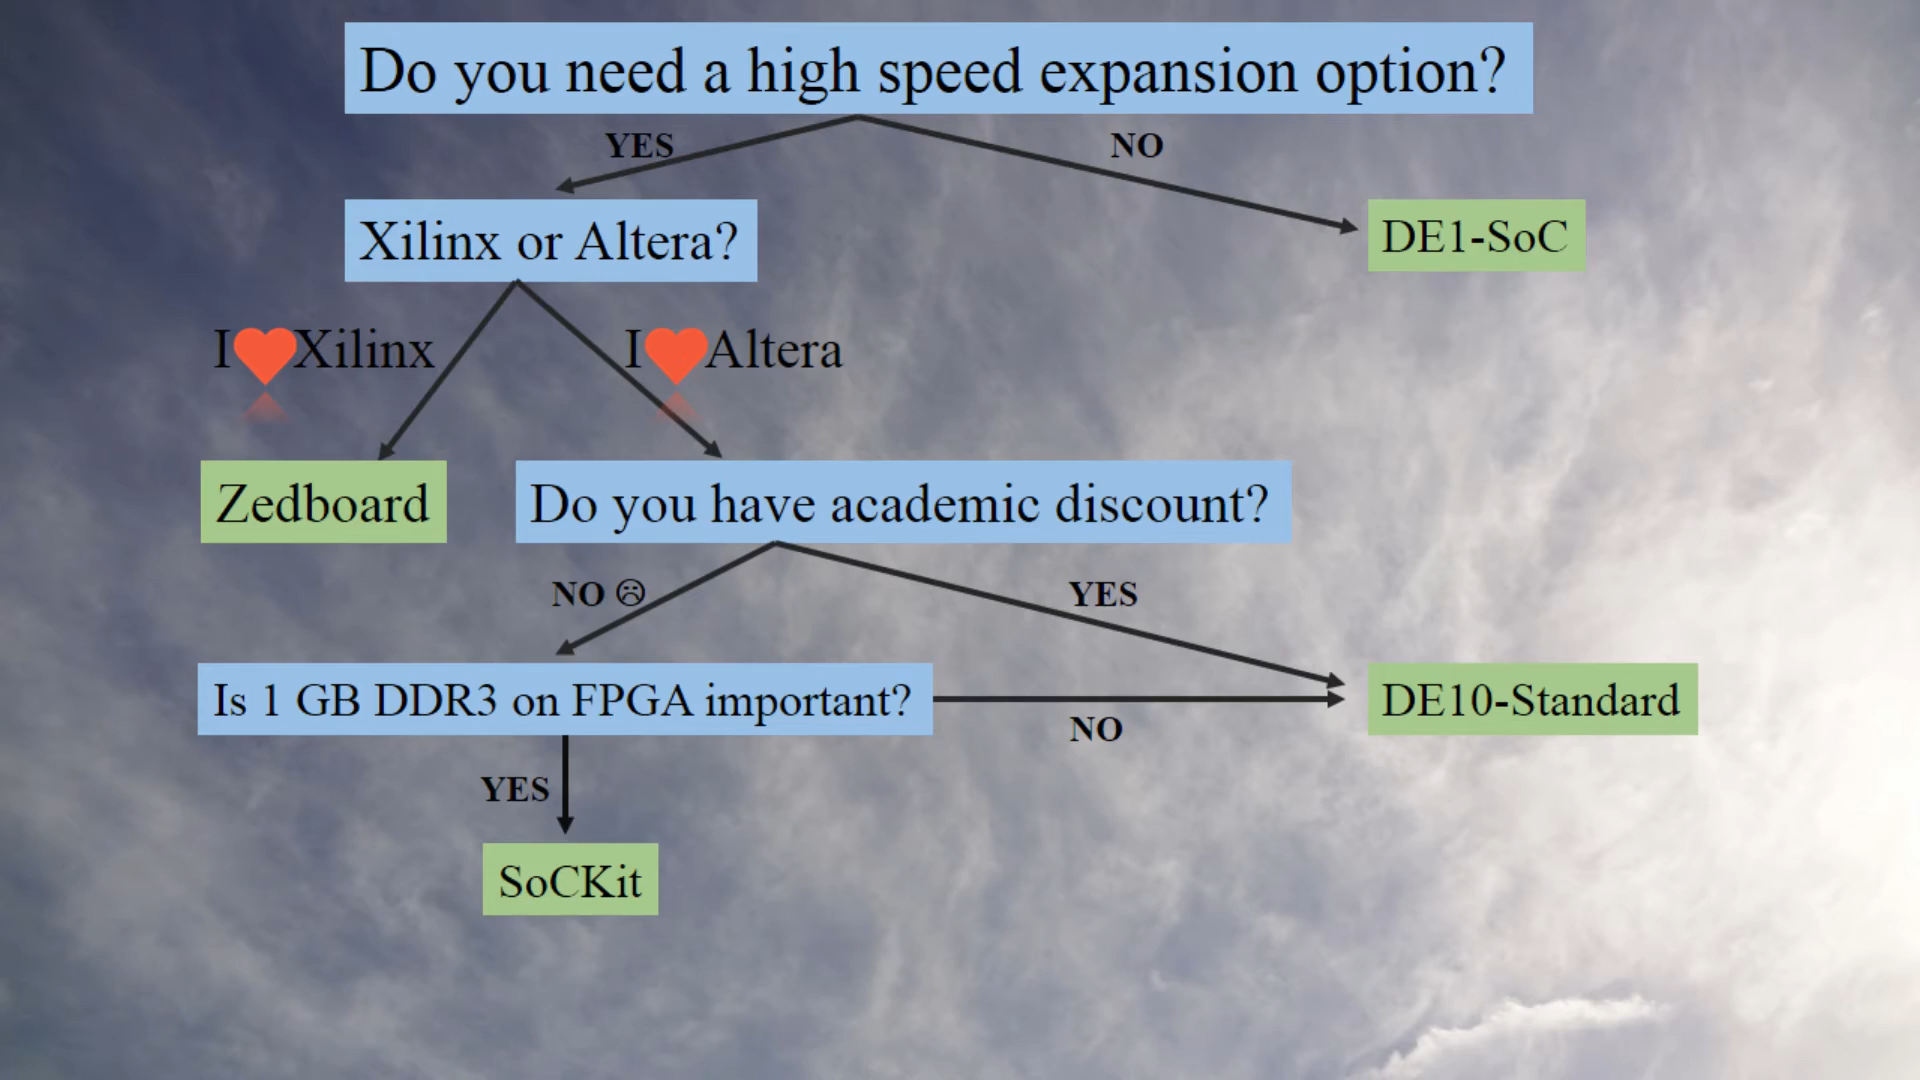 Do you need a high speed expansion option?
YES
NO
Xilinx or Altera?
DE1-SoC
I❤Xilinx
I❤Altera
Zedboard
Do you have academic discount?
NO ☹
YES
Is 1 GB DDR3 on FPGA important?
DE10-Standard
NO
YES
SoCKit